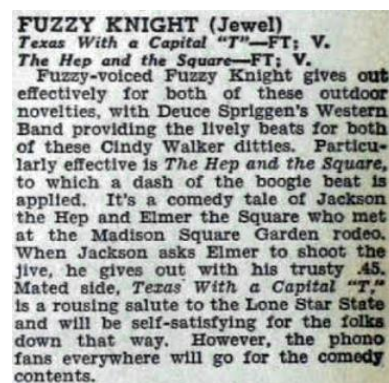 FUZZY KNIGHT (Jewel)
Texas With a Capital "T"—FT; V.
The Hep and the Square—FT; V.
Fuzzy-voiced Fuzzy Knight gives out
effectively for both of these outdoor
novelties, with Deuce Spriggen's Western
Band providing the lively beats for both
of these Cindy Walker ditties. Particu-
larly effective is The Hep and the Square,
to which a dash of the boogie beat is
applied. It's a comedy tale of Jackson
the Hep and Elmer the Square who met
at the Madison Square Garden rodeo.
When Jackson asks Elmer to shoot the
jive, he gives out with his trusty .45.
Mated side, Texas With a Capital "T,"
is a rousing salute to the Lone Star State
and will be self-satisfying for the folks
down that way. However, the phono
fans everywhere will go for the comedy
contents.